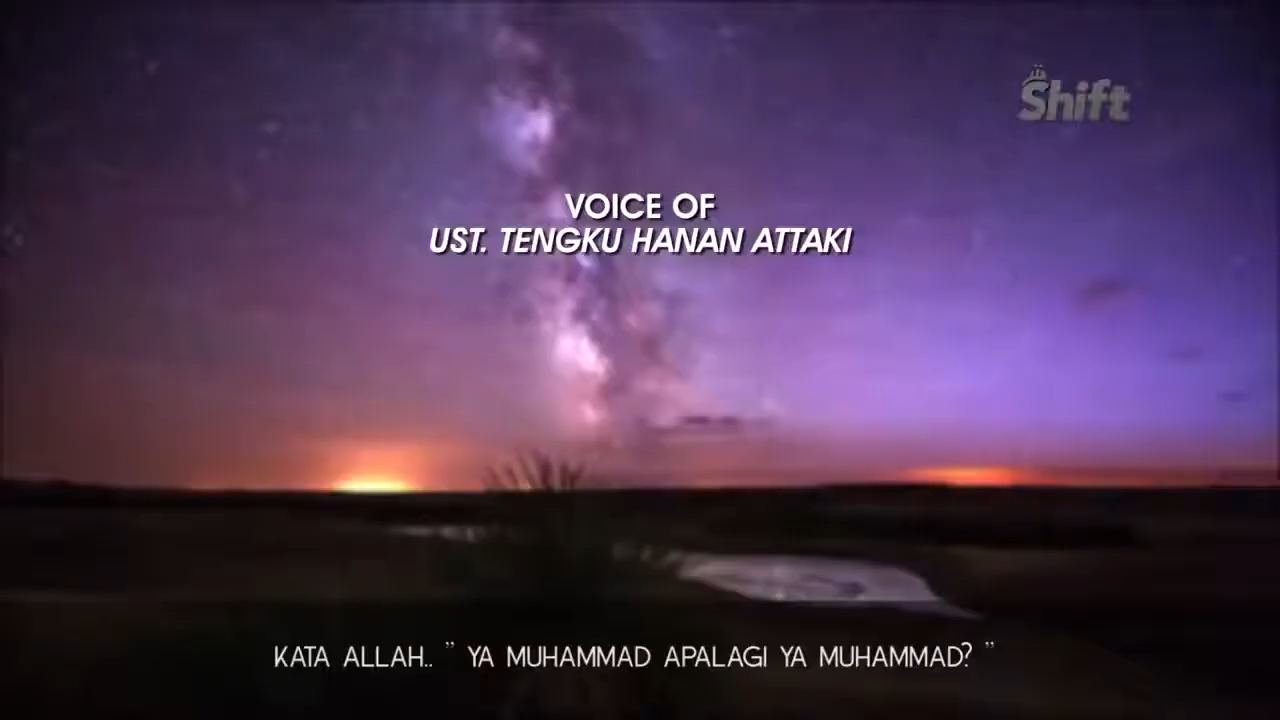 Shift
VOICE OF
UST. TENGKU HANAN ATTAKI
KATA ALLAH.. " YA MUHAMMAD APALAGI YA MUHAMMAD? "